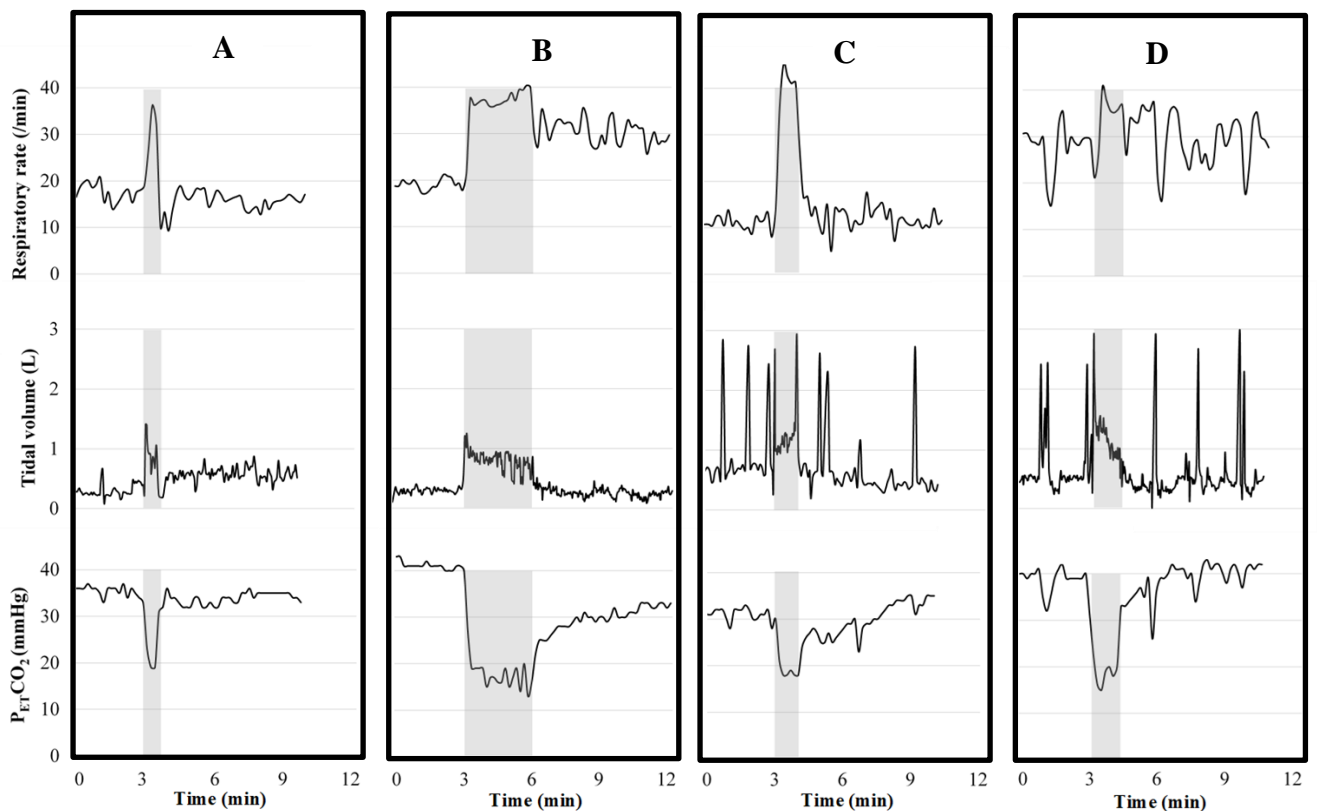 A B C D
Respiratory rate (/min)
40
30
20
10
0
Tidal volume (L)
3
2
1
0
P_ETCO_2 (mmHg)
40
30
20
10
0
0 3 6 9 12 0 3 6 9 12 0 3 6 9 12 0 3 6 9 12
Time (min) Time (min) Time (min) Time (min)